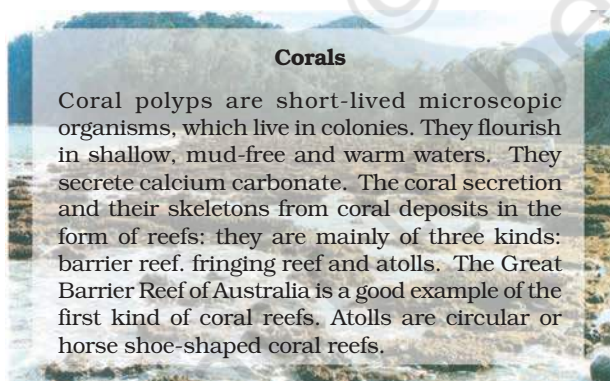 Corals
Coral polyps are short-lived microscopic
organisms, which live in colonies. They flourish
in shallow, mud-free and warm waters. They
secrete calcium carbonate. The coral secretion
and their skeletons from coral deposits in the
form of reefs: they are mainly of three kinds:
barrier reef. fringing reef and atolls. The Great
Barrier Reef of Australia is a good example of the
first kind of coral reefs. Atolls are circular or
horse shoe-shaped coral reefs.